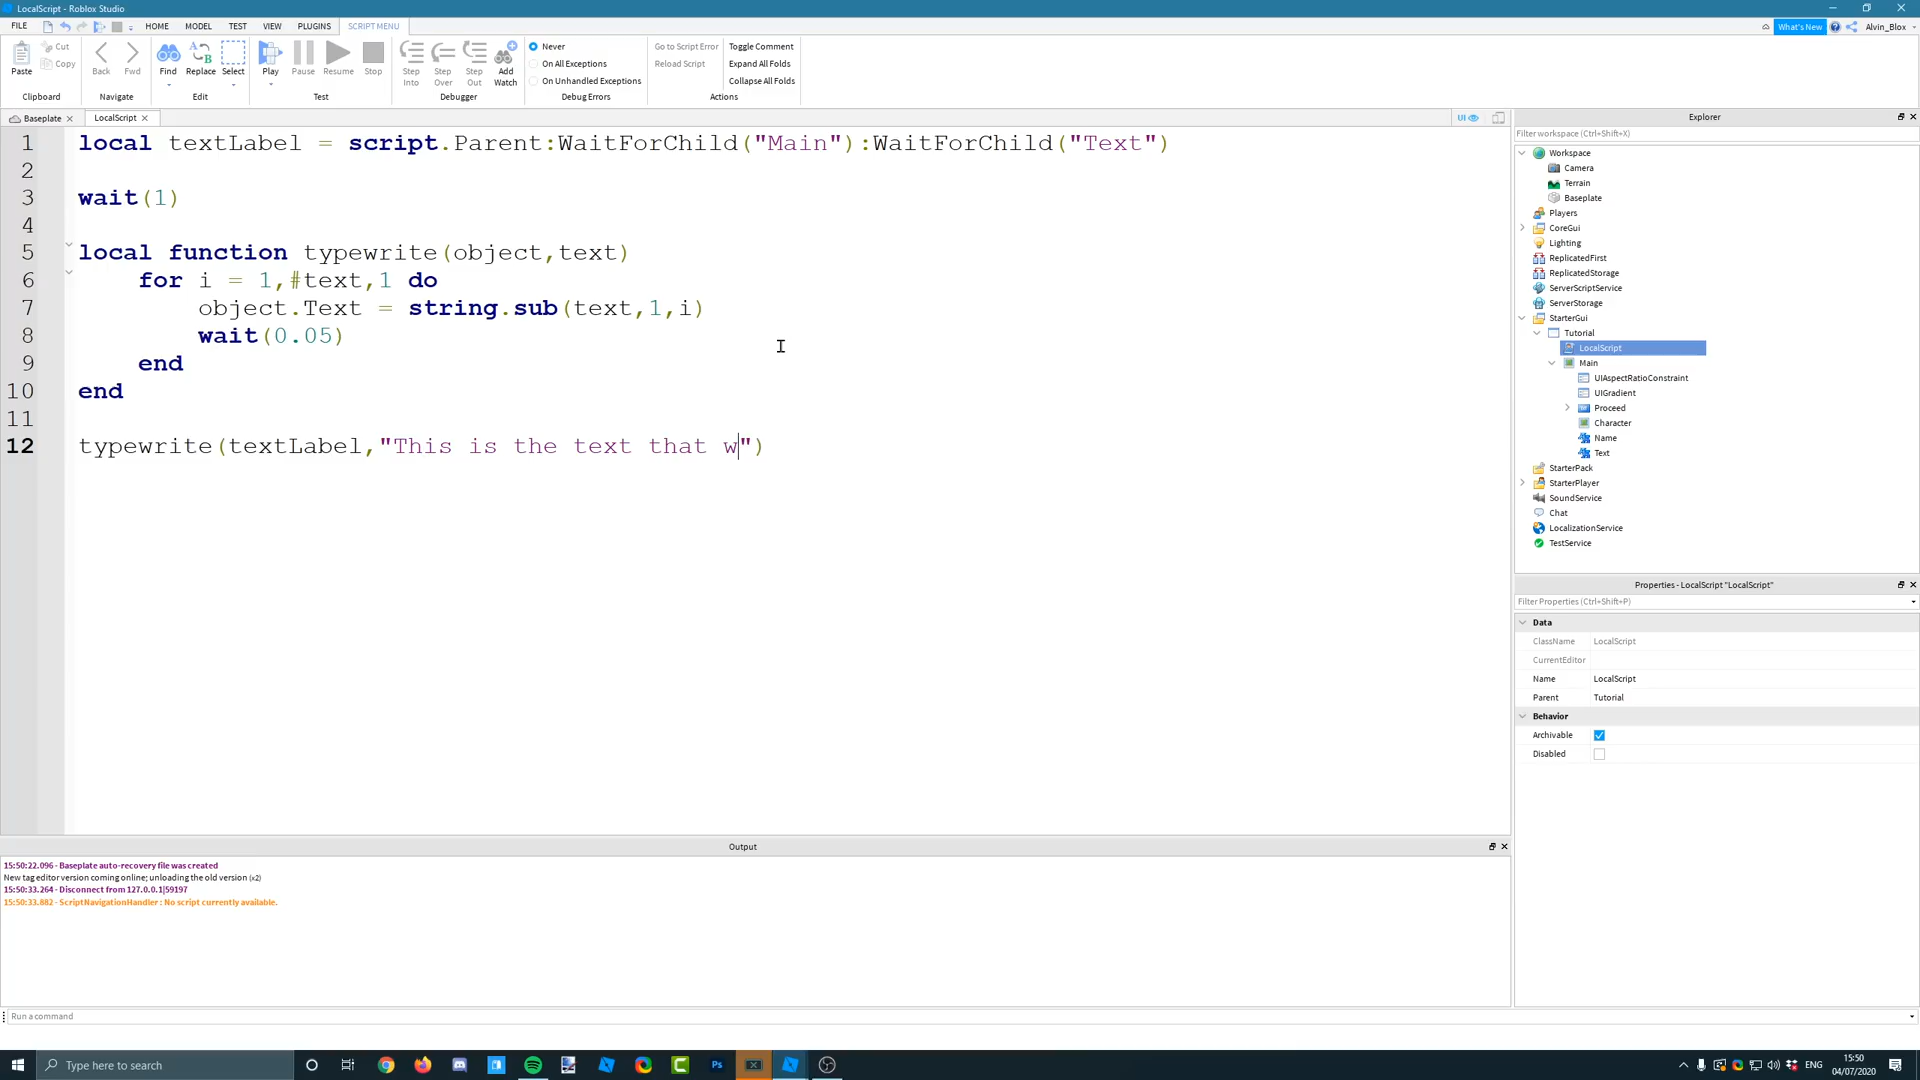 LocalScript - Roblox Studio
FILE
HOME
MODEL
TEST
VIEW
PLUGINS
SCRIPT MENU
What's New
Alvin_Blox
Paste
Cut
Copy
Clipboard
Back
Fwd
Navigate
Find
Replace
Select
Edit
Play
Pause
Resume
Stop
Test
Step Into
Step Over
Step Out
Add Watch
Debugger
Never
On All Exceptions
On Unhandled Exceptions
Debug Errors
Go to Script Error
Reload Script
Toggle Comment
Expand All Folds
Collapse All Folds
Actions
Baseplate
LocalScript
UI
1 local textLabel = script.Parent:WaitForChild("Main"):WaitForChild("Text")
2
3 wait(1)
4
5 local function typewrite(object,text)
6 for i = 1,#text,1 do
7 object.Text = string.sub(text,1,i)
8 wait(0.05)
9 end
10 end
11
12 typewrite(textLabel,"This is the text that w")
Explorer
Filter workspace (Ctrl+Shift+X)
Workspace
Camera
Terrain
Baseplate
Players
CoreGui
Lighting
ReplicatedFirst
ReplicatedStorage
ServerScriptService
ServerStorage
StarterGui
Tutorial
LocalScript
Main
UIAspectRatioConstraint
UIGradient
Proceed
Character
Name
Text
StarterPack
StarterPlayer
SoundService
Chat
LocalizationService
TestService
Properties - LocalScript "LocalScript"
Filter Properties (Ctrl+Shift+P)
Data
ClassName LocalScript
CurrentEditor
Name LocalScript
Parent Tutorial
Behavior
Archivable
Disabled
Output
15:50:22.096 - Baseplate auto-recovery file was created
New tag editor version coming online; unloading the old version (x2)
15:50:33.264 - Disconnect from 127.0.0.1|59197
15:50:33.882 - ScriptNavigationHandler : No script currently available.
Run a command
Type here to search
Ps
ENG
15:50
04/07/2020